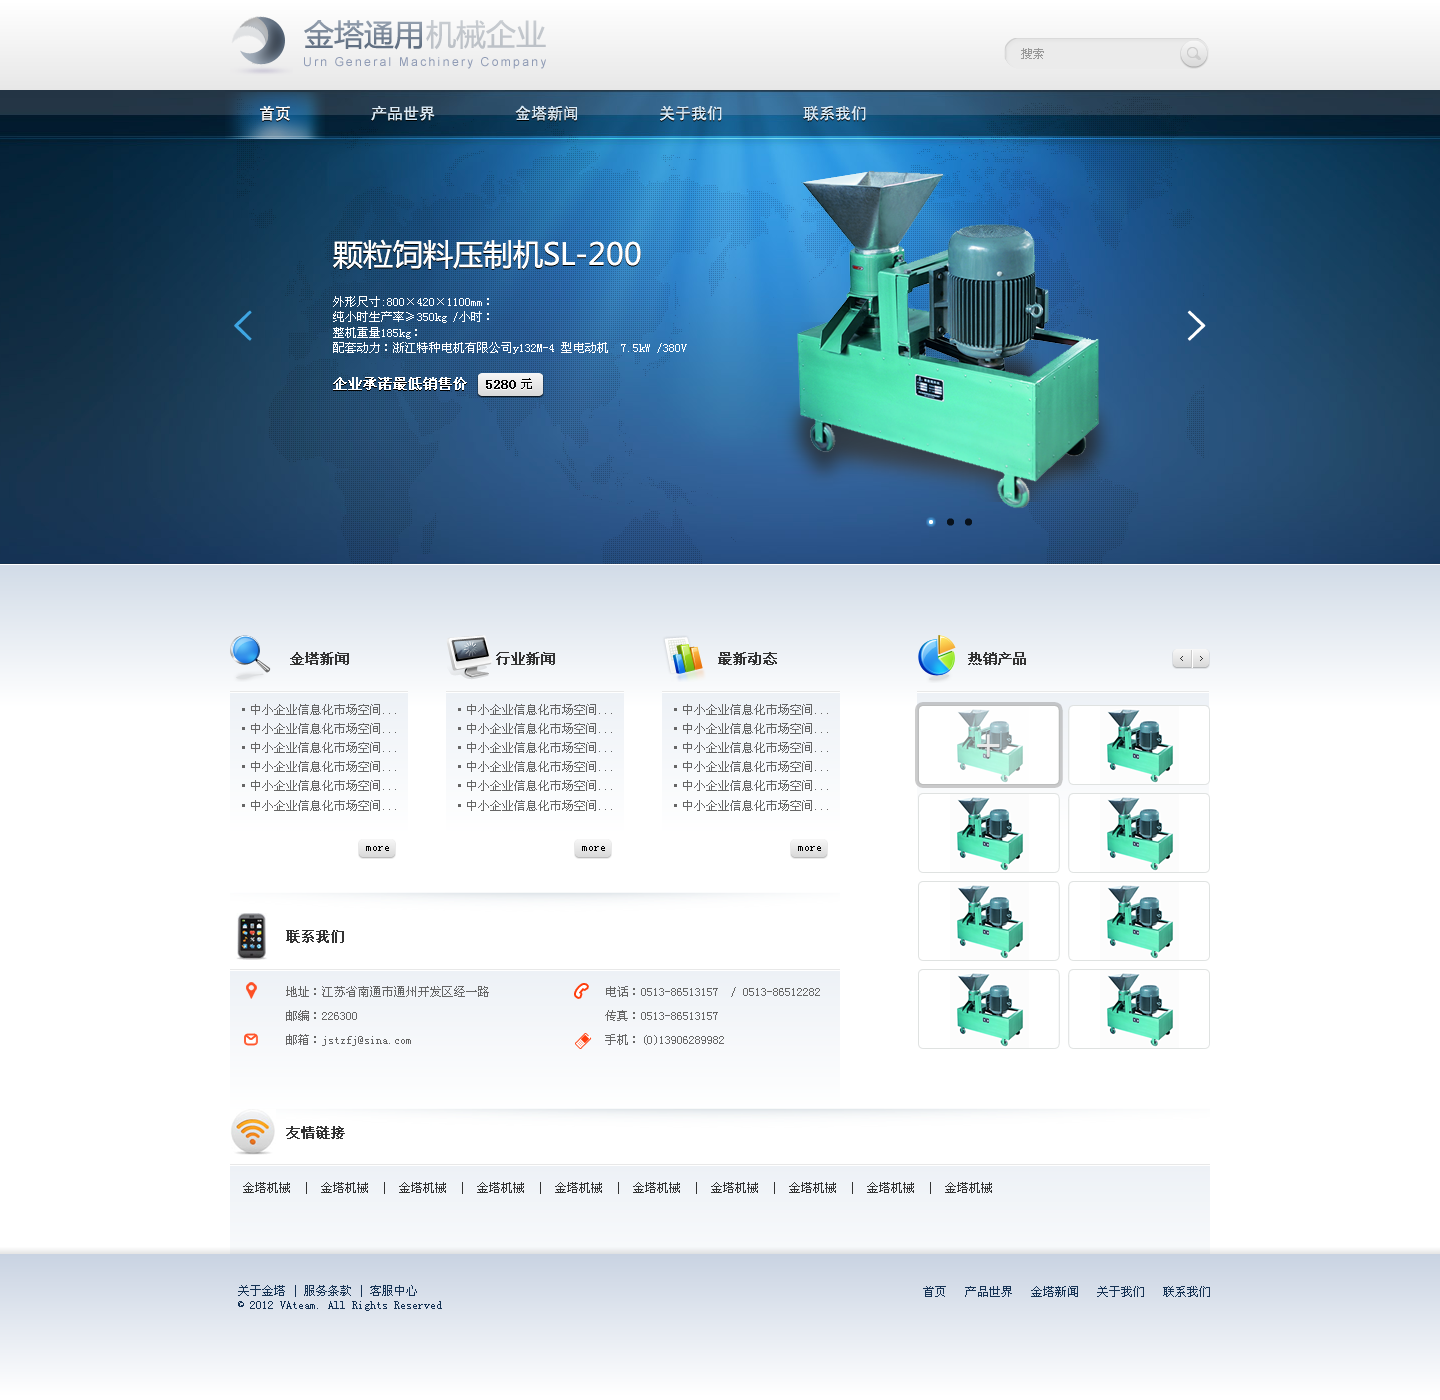 金塔通用机械企业
Urn General Machinery Company
搜索
首页 产品世界 金塔新闻 关于我们 联系我们
颗粒饲料压制机SL-200
外形尺寸:800×420×1100mm：
纯小时生产率≥350kg /小时：
整机重量185kg：
配套动力：浙江特种电机有限公司y132M-4 型电动机 7.5kW /380V
企业承诺最低销售价 5280 元
金塔新闻
中小企业信息化市场空间...
中小企业信息化市场空间...
中小企业信息化市场空间...
中小企业信息化市场空间...
中小企业信息化市场空间...
中小企业信息化市场空间...
more
行业新闻
中小企业信息化市场空间...
中小企业信息化市场空间...
中小企业信息化市场空间...
中小企业信息化市场空间...
中小企业信息化市场空间...
中小企业信息化市场空间...
more
最新动态
中小企业信息化市场空间...
中小企业信息化市场空间...
中小企业信息化市场空间...
中小企业信息化市场空间...
中小企业信息化市场空间...
中小企业信息化市场空间...
more
热销产品
联系我们
地址：江苏省南通市通州开发区经一路
邮编：226300
邮箱：jstzfj@sina.com
电话：0513-86513157 / 0513-86512282
传真：0513-86513157
手机：(0)13906289982
友情链接
金塔机械 | 金塔机械 | 金塔机械 | 金塔机械 | 金塔机械 | 金塔机械 | 金塔机械 | 金塔机械 | 金塔机械 | 金塔机械
关于金塔 | 服务条款 | 客服中心
© 2012 VAteam. All Rights Reserved
首页 产品世界 金塔新闻 关于我们 联系我们